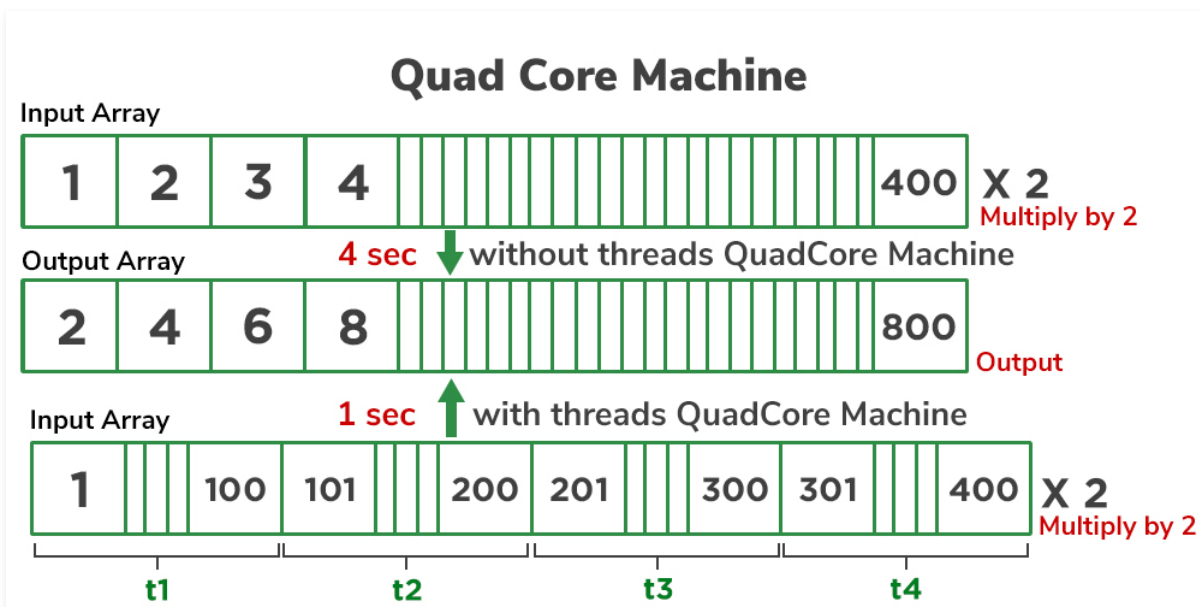 Quad Core Machine
Input Array
1 2 3 4 400 X 2
Multiply by 2
4 sec without threads QuadCore Machine
Output Array
2 4 6 8 800
Output
1 sec with threads QuadCore Machine
Input Array
1 100 101 200 201 300 301 400 X 2
Multiply by 2
t1 t2 t3 t4